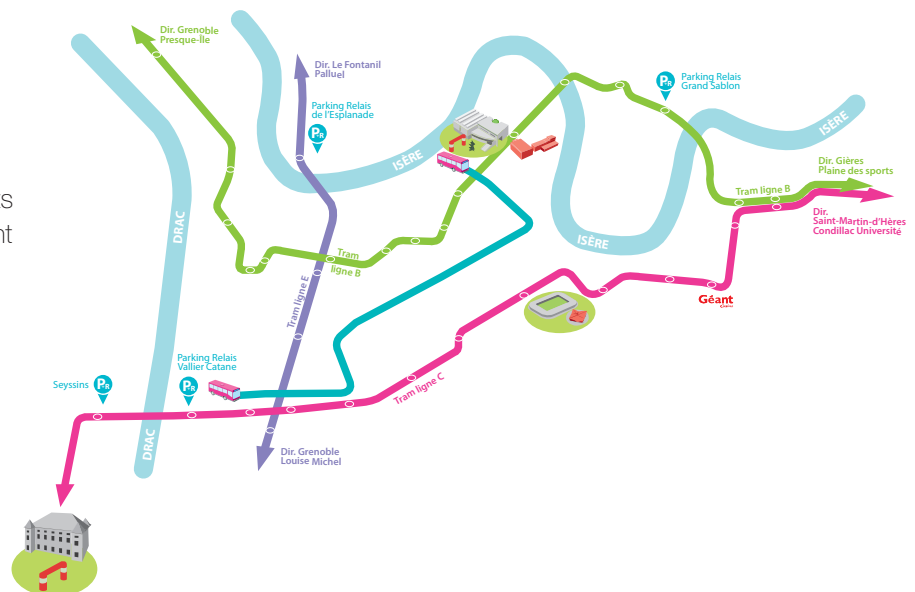 Dir. Grenoble
Presque-Île
Dir. Le Fontanil
Palluel
Parking Relais
de l'Esplanade
P+R
Parking Relais
Grand Sablon
P+R
ISÈRE
ISÈRE
ISÈRE
Dir. Gières
Plaine des sports
Tram ligne B
Dir.
Saint-Martin-d'Hères
Condillac Université
ts
nt
DRAC
Tram
ligne B
Tram ligne E
Géant
Parking Relais
Vallier Catane
P+R
Seyssins
P+R
Tram ligne C
DRAC
Dir. Grenoble
Louise Michel